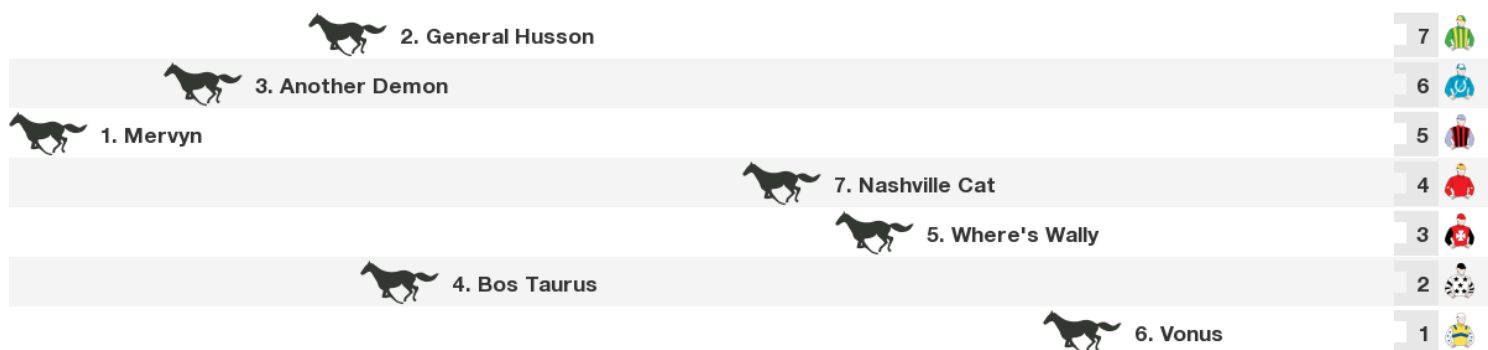 2. General Husson 7
3. Another Demon 6
1. Mervyn 5
7. Nashville Cat 4
5. Where's Wally 3
4. Bos Taurus 2
6. Vonus 1